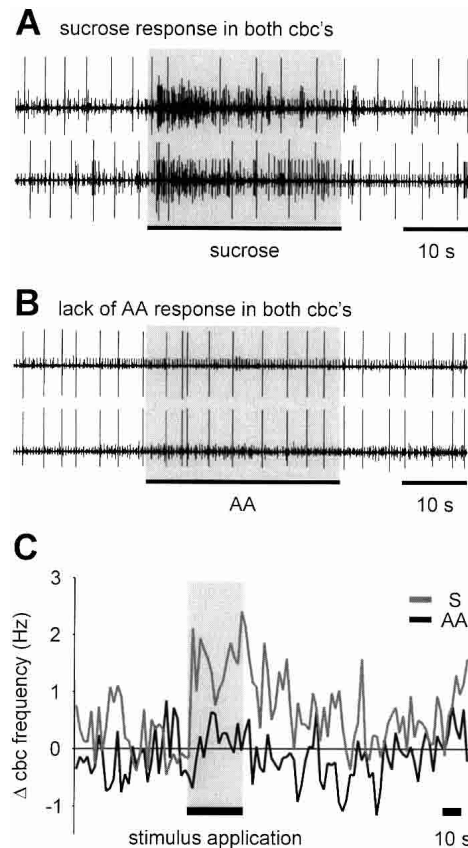 A sucrose response in both cbc's
sucrose
10 s
B lack of AA response in both cbc's
AA
10 s
C
3
S
AA
2
1
0
-1
Δ cbc frequency (Hz)
stimulus application
10 s